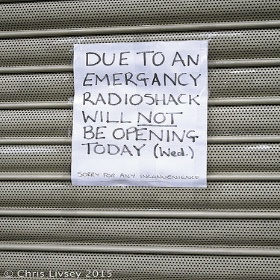 DUE TO AN
EMERGANCY
RADIOSHACK
WILL NOT
BE OPENING
TODAY (Wed.)
SORRY FOR ANY INCONVENIENCE
© Chris Livsey 2015